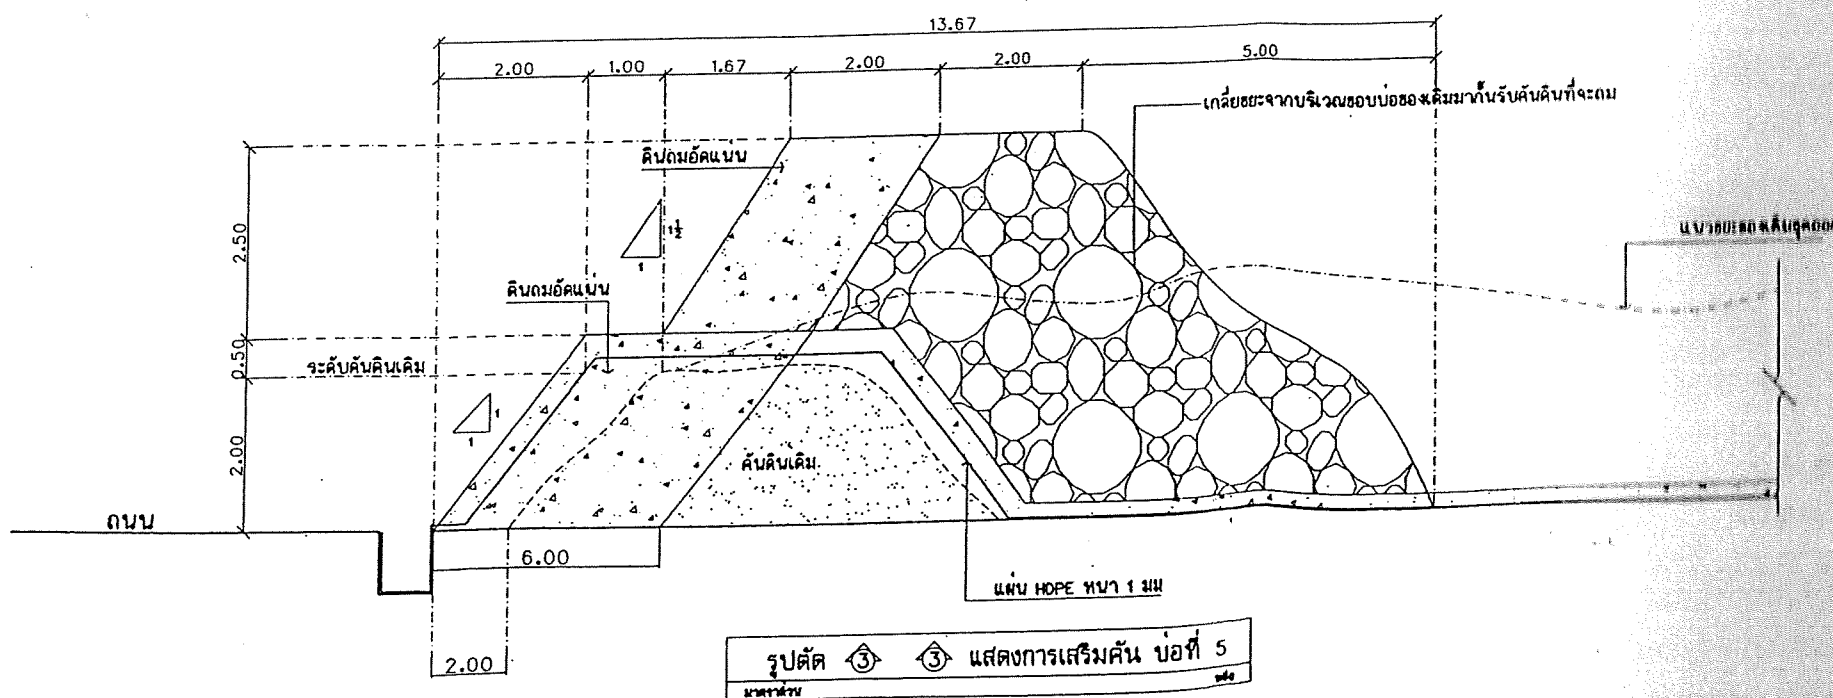 13.67
2.00 1.00 1.67 2.00 2.00 5.00
เกลี่ยขยะจากบริเวณขอบบ่อของเดิมมากั้นรับคันดินที่จะถม
ดินถมอัดแน่น
1½
1
2.50
ดินถมอัดแน่น
0.50
ระดับคันดินเดิม
1
1
2.00
คันดินเดิม
ถนน
6.00
แผ่น HDPE หนา 1 มม
2.00
รูปตัด 3 3 แสดงการเสริมคัน บ่อที่ 5
มาตราส่วน